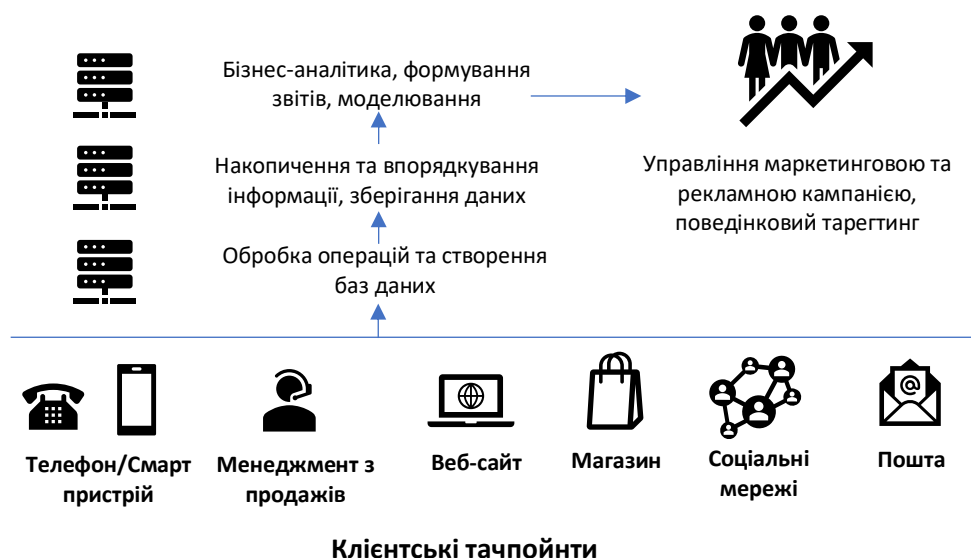 Бізнес-аналітика, формування
звітів, моделювання
Управління маркетинговою та
рекламною кампанією,
поведінковий тарегтинг
Накопичення та впорядкування
інформації, зберігання даних
Обробка операцій та створення
баз даних
@
Телефон/Смарт
пристрій
Менеджмент з
продажів
Веб-сайт
Магазин
Соціальні
мережі
Пошта
Клієнтські тачпойнти